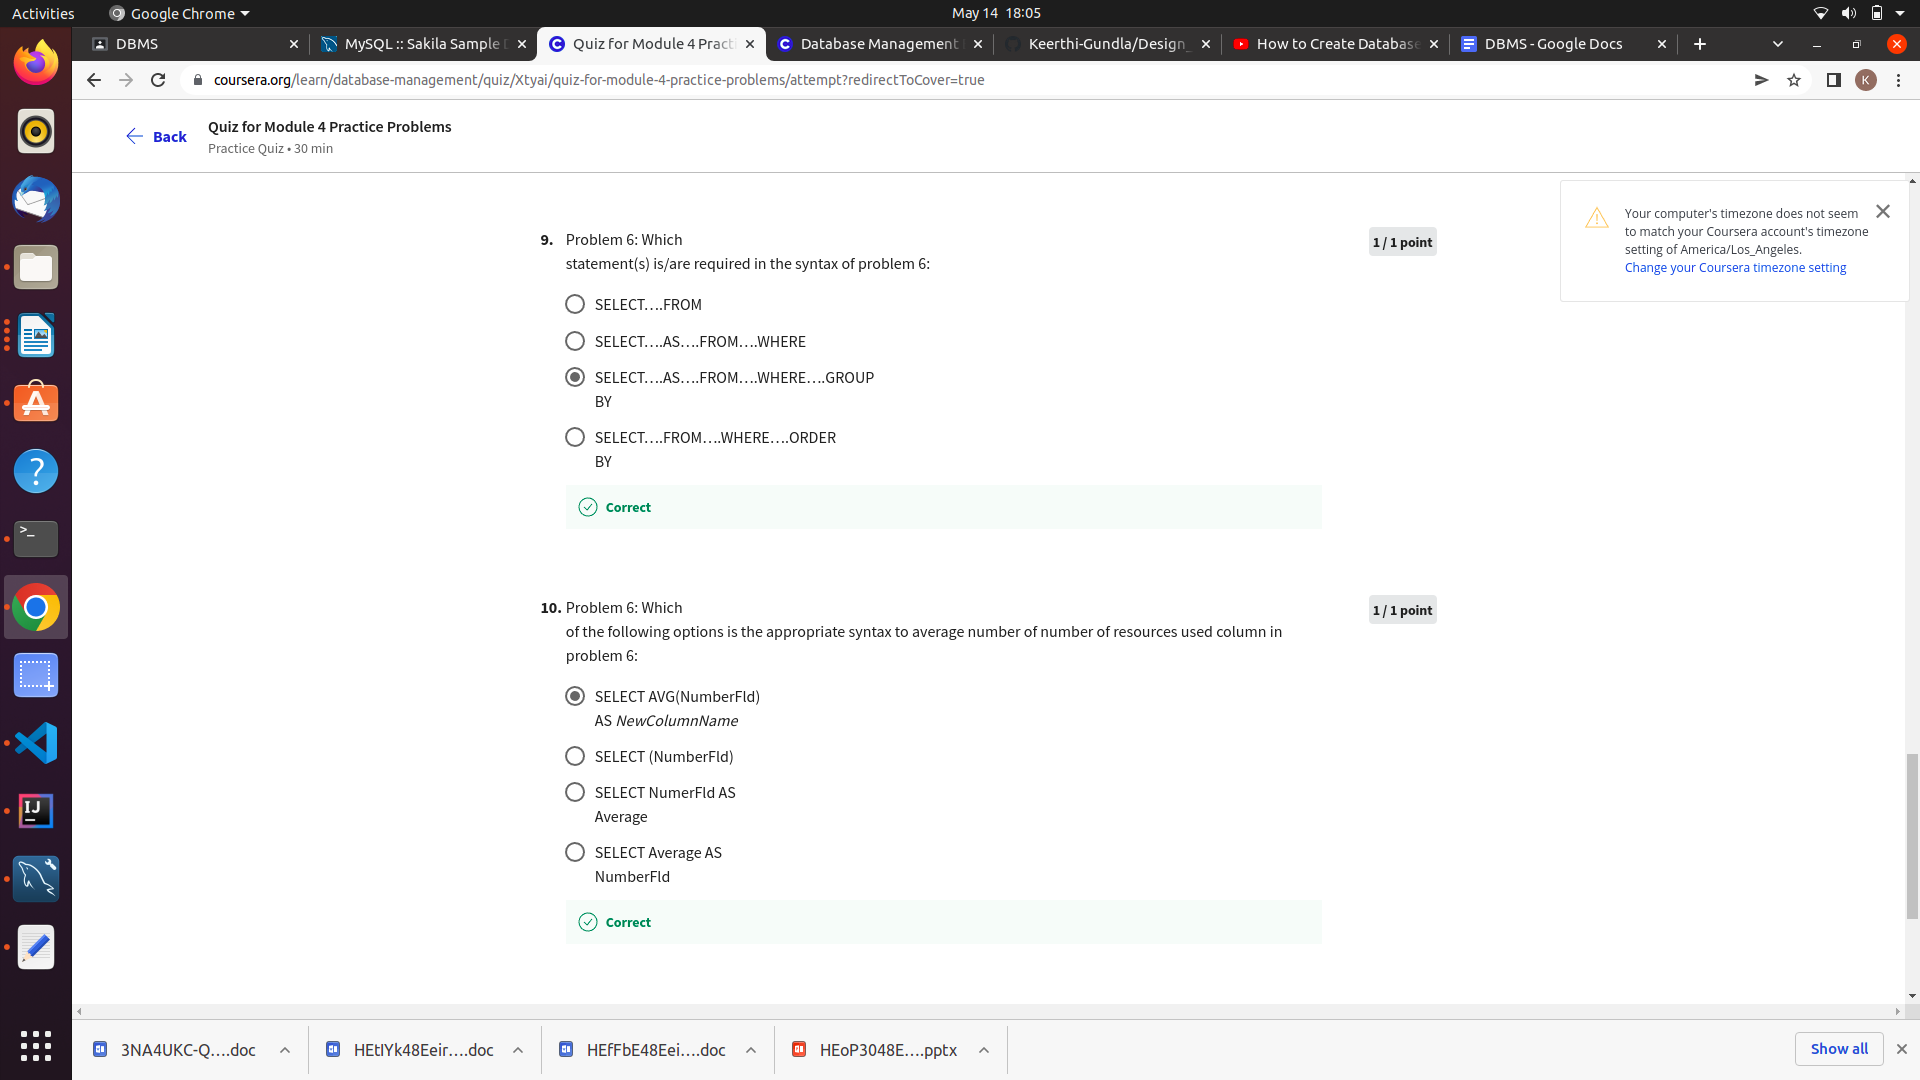 Activities
Google Chrome
May 14 18:05
DBMS
MySQL :: Sakila Sample D
Quiz for Module 4 Practi
Database Management
Keerthi-Gundla/Design_
How to Create Database
DBMS - Google Docs
coursera.org/learn/database-management/quiz/Xtyai/quiz-for-module-4-practice-problems/attempt?redirectToCover=true
K
Back
Quiz for Module 4 Practice Problems
Practice Quiz • 30 min
Your computer's timezone does not seem
to match your Coursera account's timezone
setting of America/Los_Angeles.
Change your Coursera timezone setting
9. Problem 6: Which
statement(s) is/are required in the syntax of problem 6:
1 / 1 point
SELECT….FROM
SELECT….AS….FROM….WHERE
SELECT….AS….FROM….WHERE….GROUP
BY
SELECT….FROM….WHERE….ORDER
BY
Correct
10. Problem 6: Which
of the following options is the appropriate syntax to average number of number of resources used column in
problem 6:
1 / 1 point
SELECT AVG(NumberFld)
AS NewColumnName
SELECT (NumberFld)
SELECT NumerFld AS
Average
SELECT Average AS
NumberFld
Correct
3NA4UKC-Q....doc
HEtIYk48Eeir....doc
HEfFbE48Eei....doc
HEoP3048E....pptx
Show all